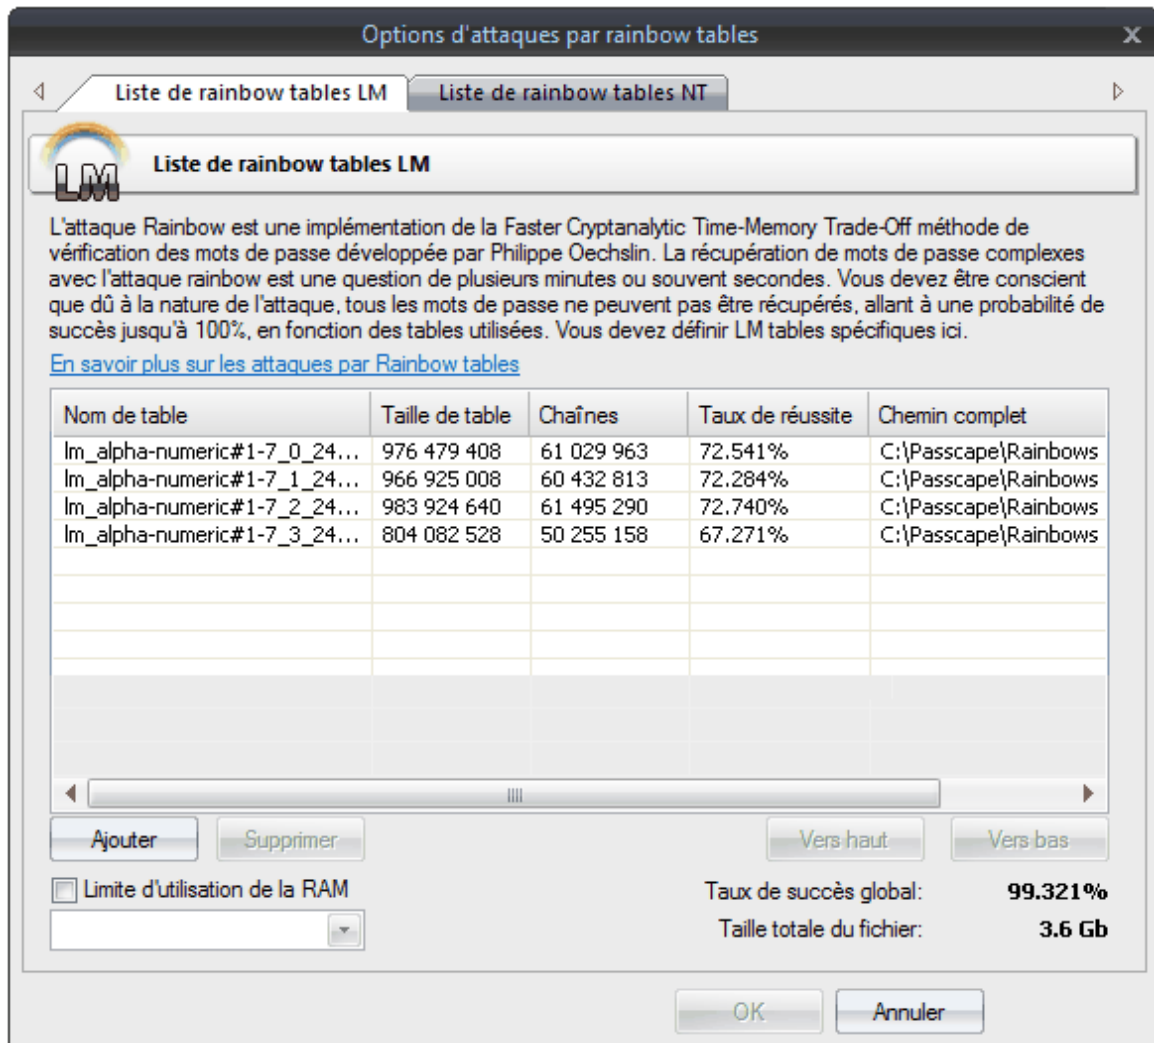 Options d'attaques par rainbow tables
Liste de rainbow tables LM
Liste de rainbow tables NT
LM
Liste de rainbow tables LM
L'attaque Rainbow est une implémentation de la Faster Cryptanalytic Time-Memory Trade-Off méthode de
vérification des mots de passe développée par Philippe Oechslin. La récupération de mots de passe complexes
avec l'attaque rainbow est une question de plusieurs minutes ou souvent secondes. Vous devez être conscient
que dû à la nature de l'attaque, tous les mots de passe ne peuvent pas être récupérés, allant à une probabilité de
succès jusqu'à 100%, en fonction des tables utilisées. Vous devez définir LM tables spécifiques ici.
En savoir plus sur les attaques par Rainbow tables
Nom de table Taille de table Chaînes Taux de réussite Chemin complet
lm_alpha-numeric#1-7_0_24... 976 479 408 61 029 963 72.541% C:\Passcape\Rainbows
lm_alpha-numeric#1-7_1_24... 966 925 008 60 432 813 72.284% C:\Passcape\Rainbows
lm_alpha-numeric#1-7_2_24... 983 924 640 61 495 290 72.740% C:\Passcape\Rainbows
lm_alpha-numeric#1-7_3_24... 804 082 528 50 255 158 67.271% C:\Passcape\Rainbows
Ajouter Supprimer Vers haut Vers bas
Limite d'utilisation de la RAM
Taux de succès global: 99.321%
Taille totale du fichier: 3.6 Gb
OK Annuler